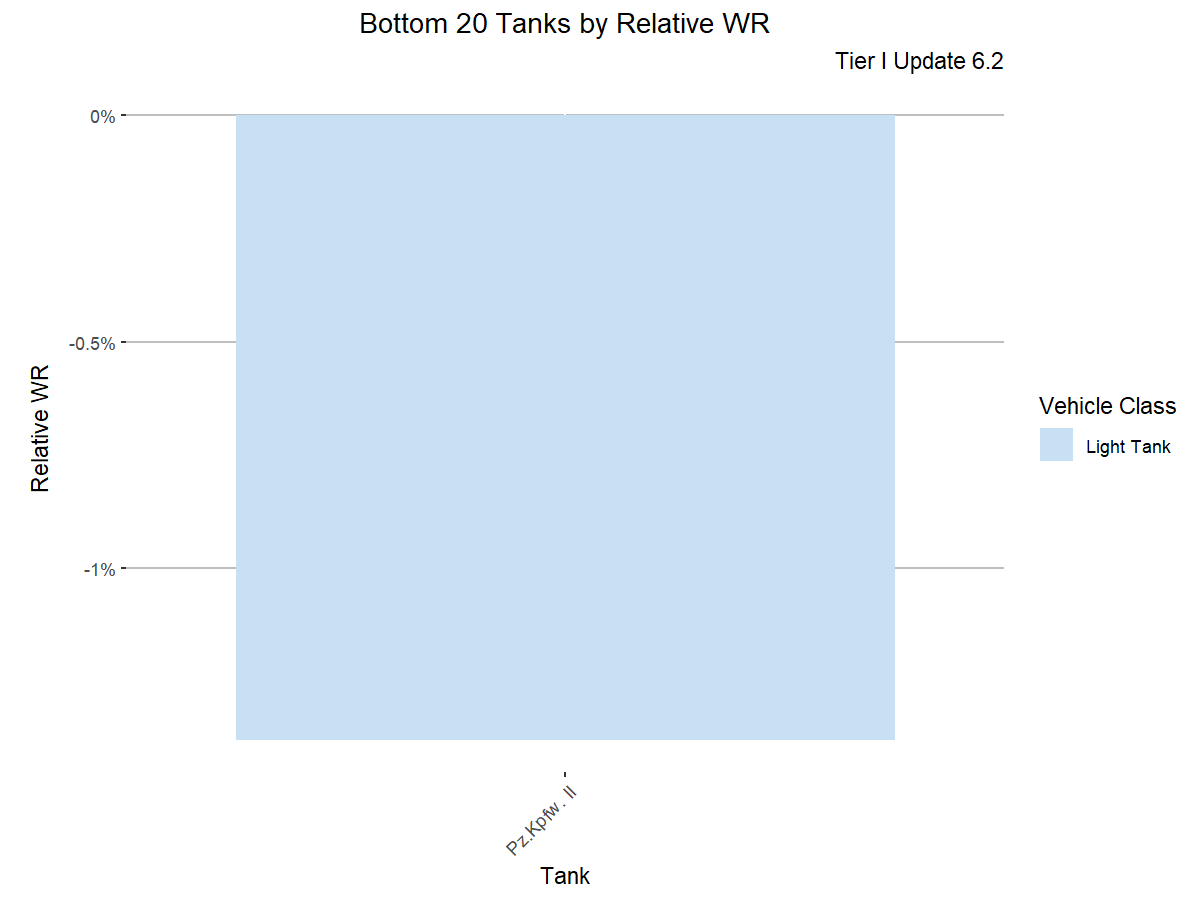 Bottom 20 Tanks by Relative WR
Tier I Update 6.2
0%
-0.5%
-1%
Relative WR
Pz.Kpfw. II
Tank
Vehicle Class
Light Tank